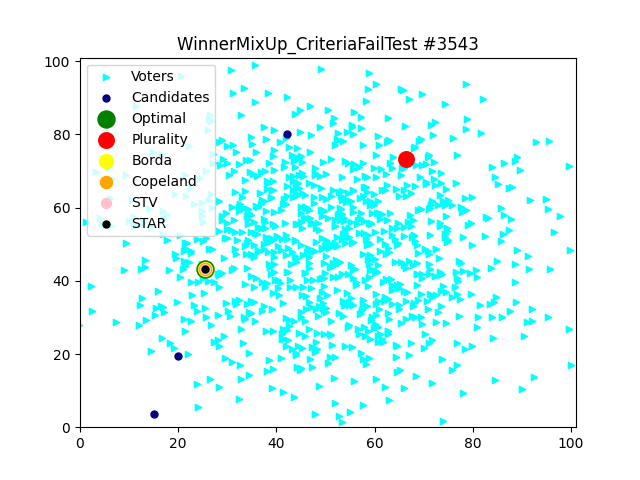 WinnerMixUp_CriteriaFailTest #3543
100
80
60
40
20
0
Voters
Candidates
Optimal
Plurality
Borda
Copeland
STV
STAR
0 20 40 60 80 100